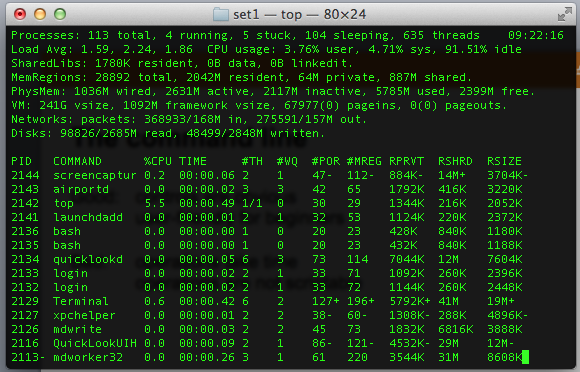 set1 — top — 80×24
Processes: 113 total, 4 running, 5 stuck, 104 sleeping, 635 threads 09:22:16
Load Avg: 1.59, 2.24, 1.86 CPU usage: 3.76% user, 4.71% sys, 91.51% idle
SharedLibs: 1780K resident, 0B data, 0B linkedit.
MemRegions: 28892 total, 2042M resident, 64M private, 887M shared.
PhysMem: 1036M wired, 2631M active, 2117M inactive, 5785M used, 2399M free.
VM: 241G vsize, 1092M framework vsize, 67977(0) pageins, 0(0) pageouts.
Networks: packets: 368933/168M in, 275591/157M out.
Disks: 98826/2685M read, 48499/2848M written.
PID COMMAND %CPU TIME #TH #WQ #POR #MREG RPRVT RSHRD RSIZE
2144 screencaptur 0.2 00:00.06 2 1 47- 112- 884K- 14M+ 3704K-
2143 airportd 0.0 00:00.02 3 3 42 65 1792K 416K 3220K
2142 top 5.5 00:00.49 1/1 0 30 29 1344K 216K 2052K
2141 launchdadd 0.0 00:00.01 2 1 32 53 1124K 220K 2372K
2136 bash 0.0 00:00.00 1 0 20 23 428K 840K 1180K
2135 bash 0.0 00:00.00 1 0 20 23 432K 840K 1188K
2134 quicklookd 0.0 00:00.05 6 3 73 114 7044K 12M 7604K
2133 login 0.0 00:00.02 2 1 33 71 1092K 260K 2396K
2132 login 0.0 00:00.02 2 1 33 72 1144K 260K 2448K
2129 Terminal 0.6 00:00.42 6 2 127+ 196+ 5792K+ 41M 19M+
2127 xpchelper 0.0 00:00.01 2 2 38- 60- 1308K- 288K 4896K-
2126 mdwrite 0.0 00:00.03 2 2 45 73 1832K 6816K 3888K
2116 QuickLookUIH 0.0 00:00.09 2 1 86- 121- 4532K- 29M 12M-
2113- mdworker32 0.0 00:00.26 3 1 61 220 3544K 31M 8608K